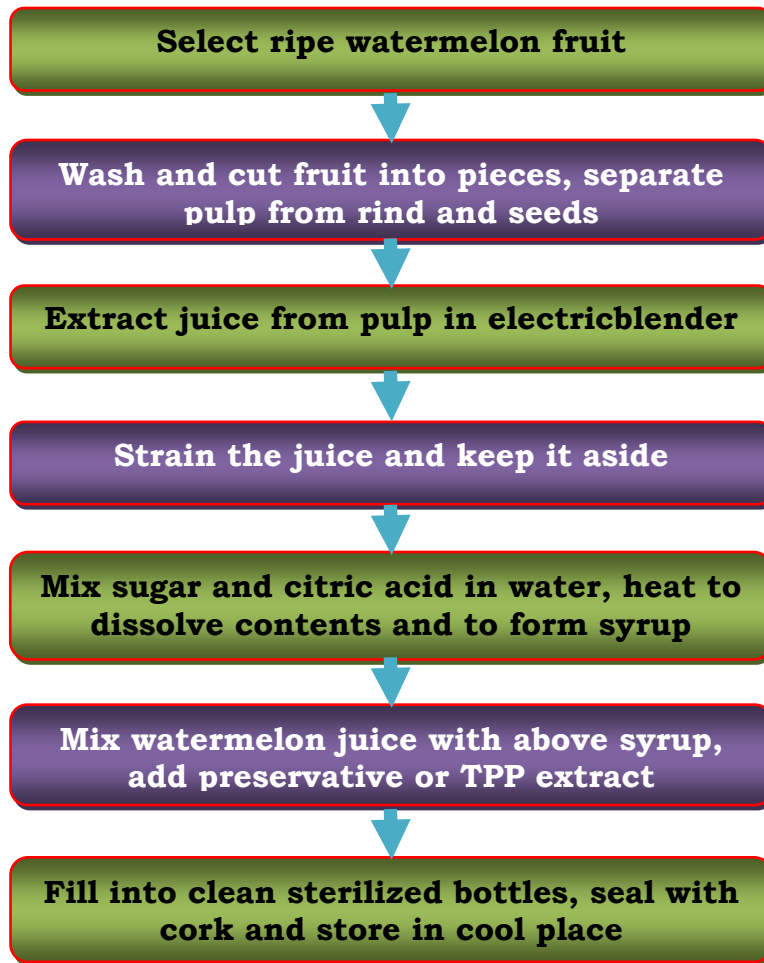 Select ripe watermelon fruit
Wash and cut fruit into pieces, separate
pulp from rind and seeds
Extract juice from pulp in electricblender
Strain the juice and keep it aside
Mix sugar and citric acid in water, heat to
dissolve contents and to form syrup
Mix watermelon juice with above syrup,
add preservative or TPP extract
Fill into clean sterilized bottles, seal with
cork and store in cool place